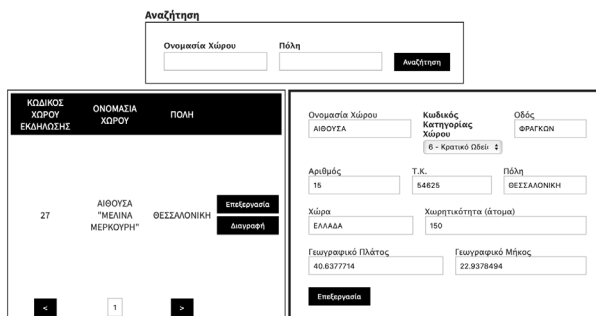 Αναζήτηση
Ονομασία Χώρου Πόλη
Αναζήτηση
ΚΩΔΙΚΟΣ ΧΩΡΟΥ ΕΚΔΗΛΩΣΗΣ ΟΝΟΜΑΣΙΑ ΧΩΡΟΥ ΠΟΛΗ
27 ΑΙΘΟΥΣΑ "ΜΕΛΙΝΑ ΜΕΡΚΟΥΡΗ" ΘΕΣΣΑΛΟΝΙΚΗ
Επεξεργασία
Διαγραφή
< 1 >
Ονομασία Χώρου Κωδικός Κατηγορίας Χώρου Οδός
ΑΙΘΟΥΣΑ 6 - Κρατικό Ωδεί ΦΡΑΓΚΩΝ
Αριθμός Τ.Κ. Πόλη
15 54625 ΘΕΣΣΑΛΟΝΙΚΗ
Χώρα Χωρητικότητα (άτομα)
ΕΛΛΑΔΑ 150
Γεωγραφικό Πλάτος Γεωγραφικό Μήκος
40.6377714 22.9378494
Επεξεργασία